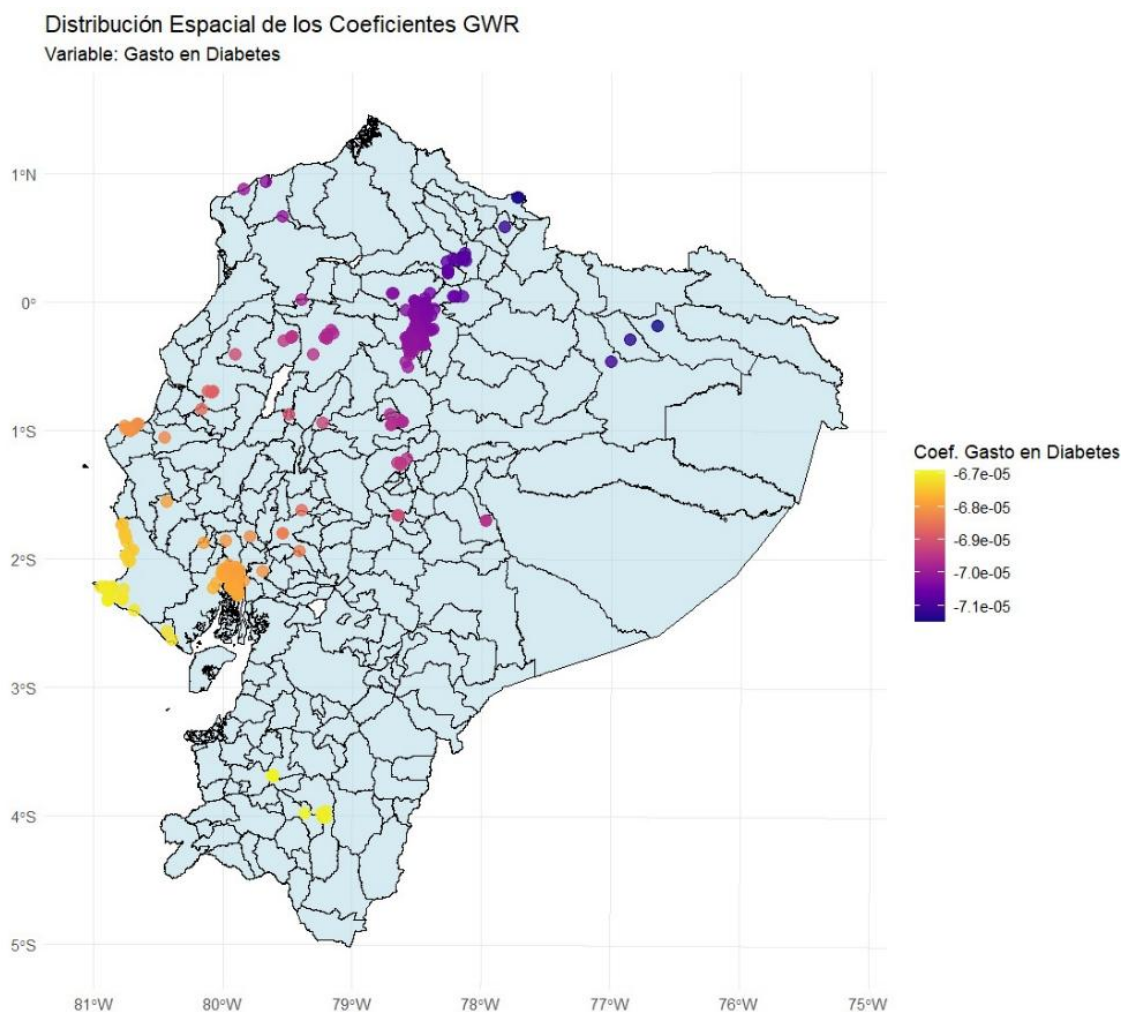 Distribución Espacial de los Coeficientes GWR
Variable: Gasto en Diabetes
1°N
0°
1°S
2°S
3°S
4°S
5°S
81°W
80°W
79°W
78°W
77°W
76°W
75°W
Coef. Gasto en Diabetes
-6.7e-05
-6.8e-05
-6.9e-05
-7.0e-05
-7.1e-05